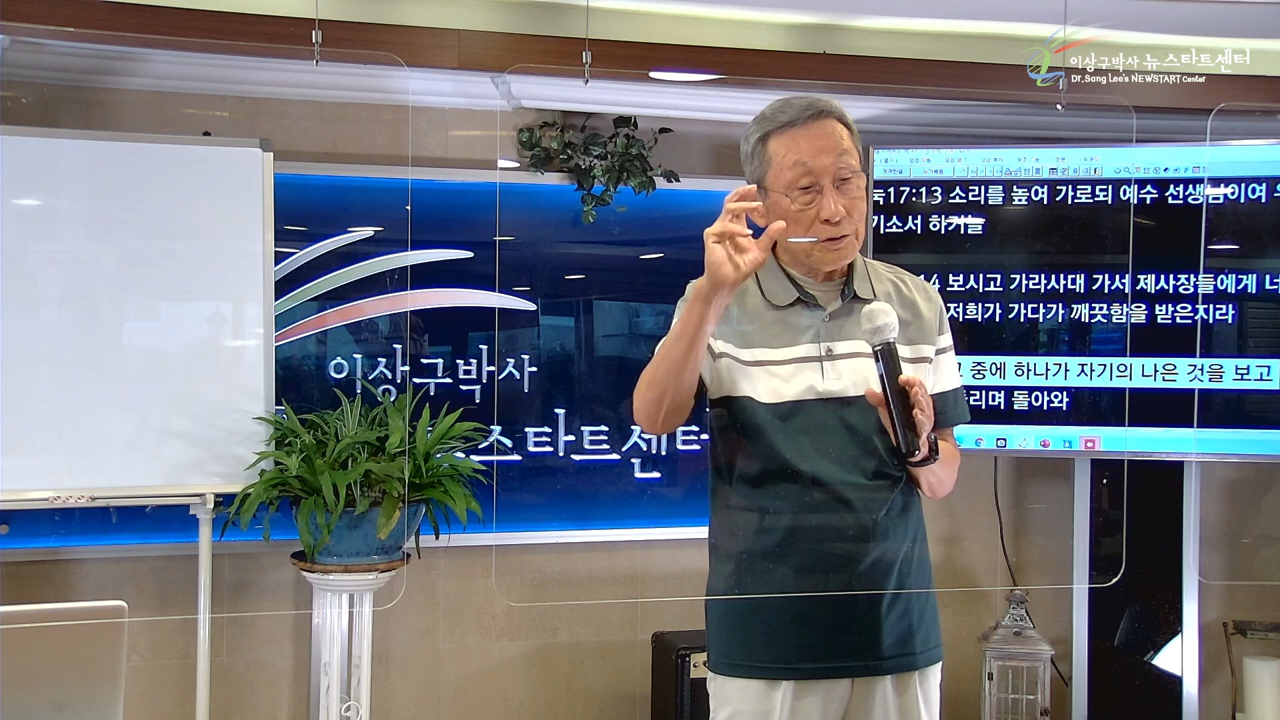 이상구박사 뉴스타트센터
Dr. Sang Lee's NEWSTART Center
이상구박사
스타트센터
눅17:13 소리를 높여 가로되 예수 선생님이여
기소서 하거늘
14 보시고 가라사대 가서 제사장들에게 너
저희가 가다가 깨끗함을 받은지라
중에 하나가 자기의 나은 것을 보고
돌아와